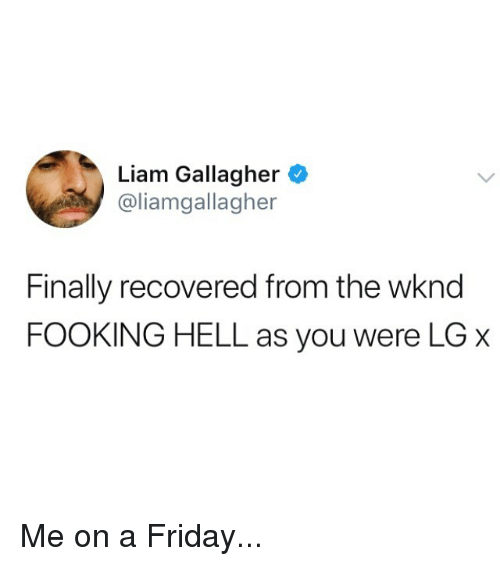 Liam Gallagher
@liamgallagher
Finally recovered from the wknd
FOOKING HELL as you were LG x
Me on a Friday...